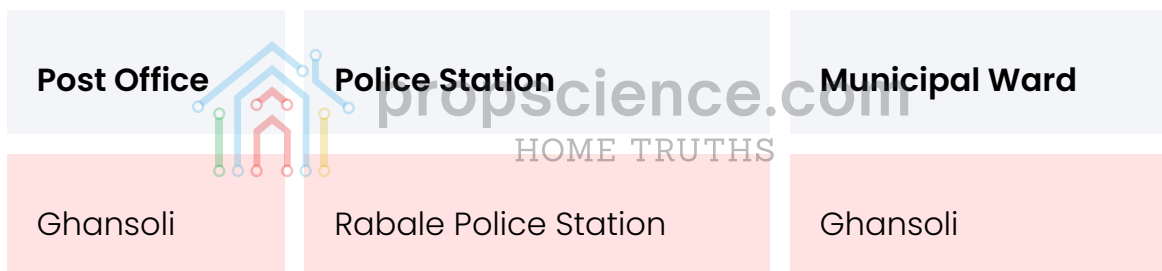 Post Office Police Station Municipal Ward
propscience.com
HOME TRUTHS
Ghansoli Rabale Police Station Ghansoli